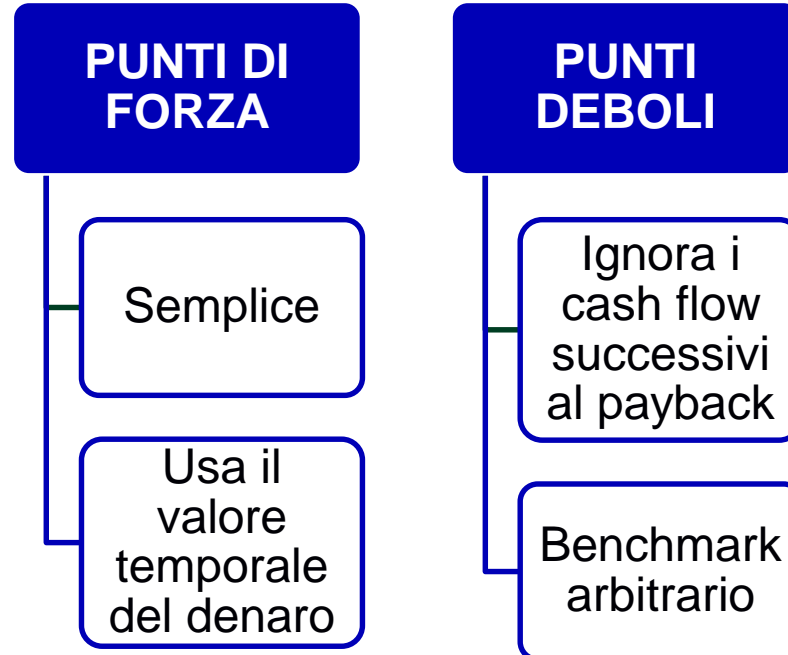 PUNTI DI
FORZA
Semplice
Usa il
valore
temporale
del denaro
PUNTI
DEBOLI
Ignora i
cash flow
successivi
al payback
Benchmark
arbitrario